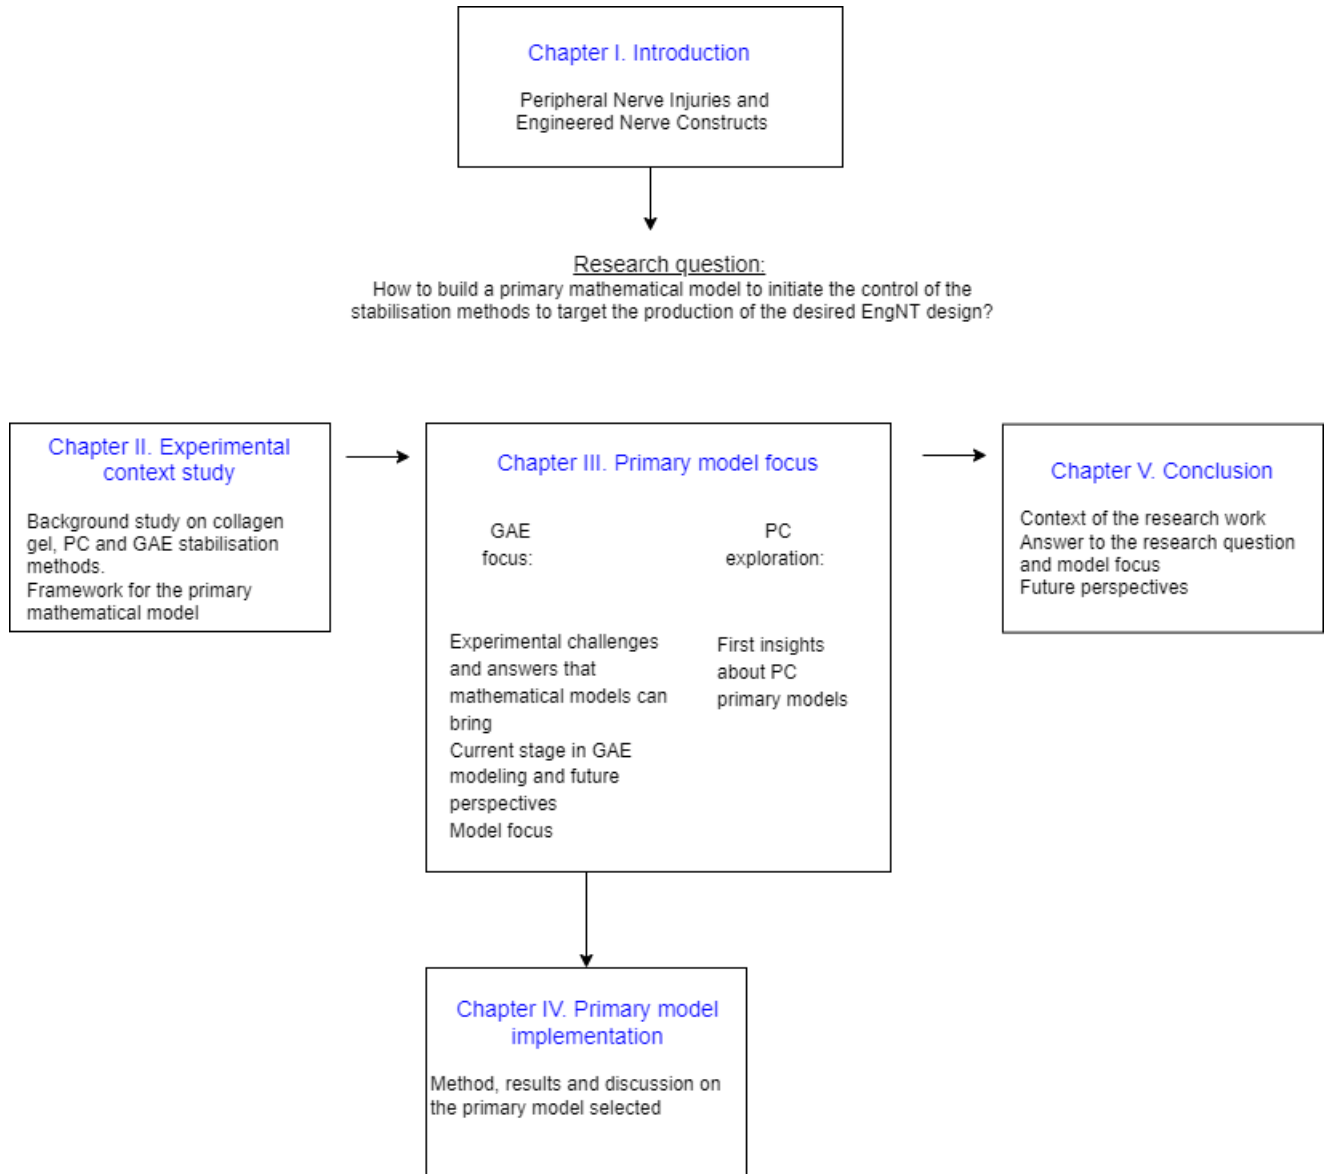 Chapter I. Introduction
Peripheral Nerve Injuries and
Engineered Nerve Constructs
Research question:
How to build a primary mathematical model to initiate the control of the
stabilisation methods to target the production of the desired EngNT design?
Chapter II. Experimental
context study
Background study on collagen
gel, PC and GAE stabilisation
methods.
Framework for the primary
mathematical model
Chapter III. Primary model focus
GAE
focus:
Experimental challenges
and answers that
mathematical models can
bring
Current stage in GAE
modeling and future
perspectives
Model focus
PC
exploration:
First insights
about PC
primary models
Chapter V. Conclusion
Context of the research work
Answer to the research question
and model focus
Future perspectives
Chapter IV. Primary model
implementation
Method, results and discussion on
the primary model selected